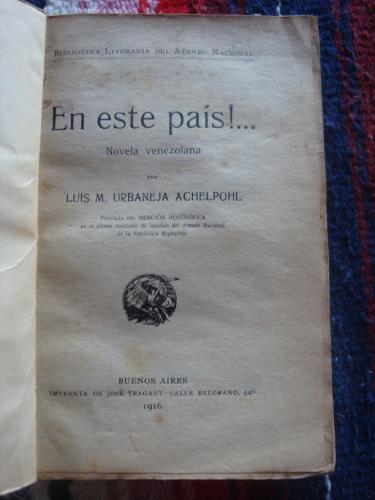 Biblioteca Literaria del Ateneo Nacional
En este país!...
Novela venezolana
POR
LUIS M. URBANEJA ACHELPOHL
Premiada con MENCIÓN HONORÍFICA
en el primer concurso de novelas del Ateneo Nacional
de la República Argentina
BUENOS AIRES
IMPRENTA DE JOSÉ TRAGANT - CALLE BELGRANO, 446
1916